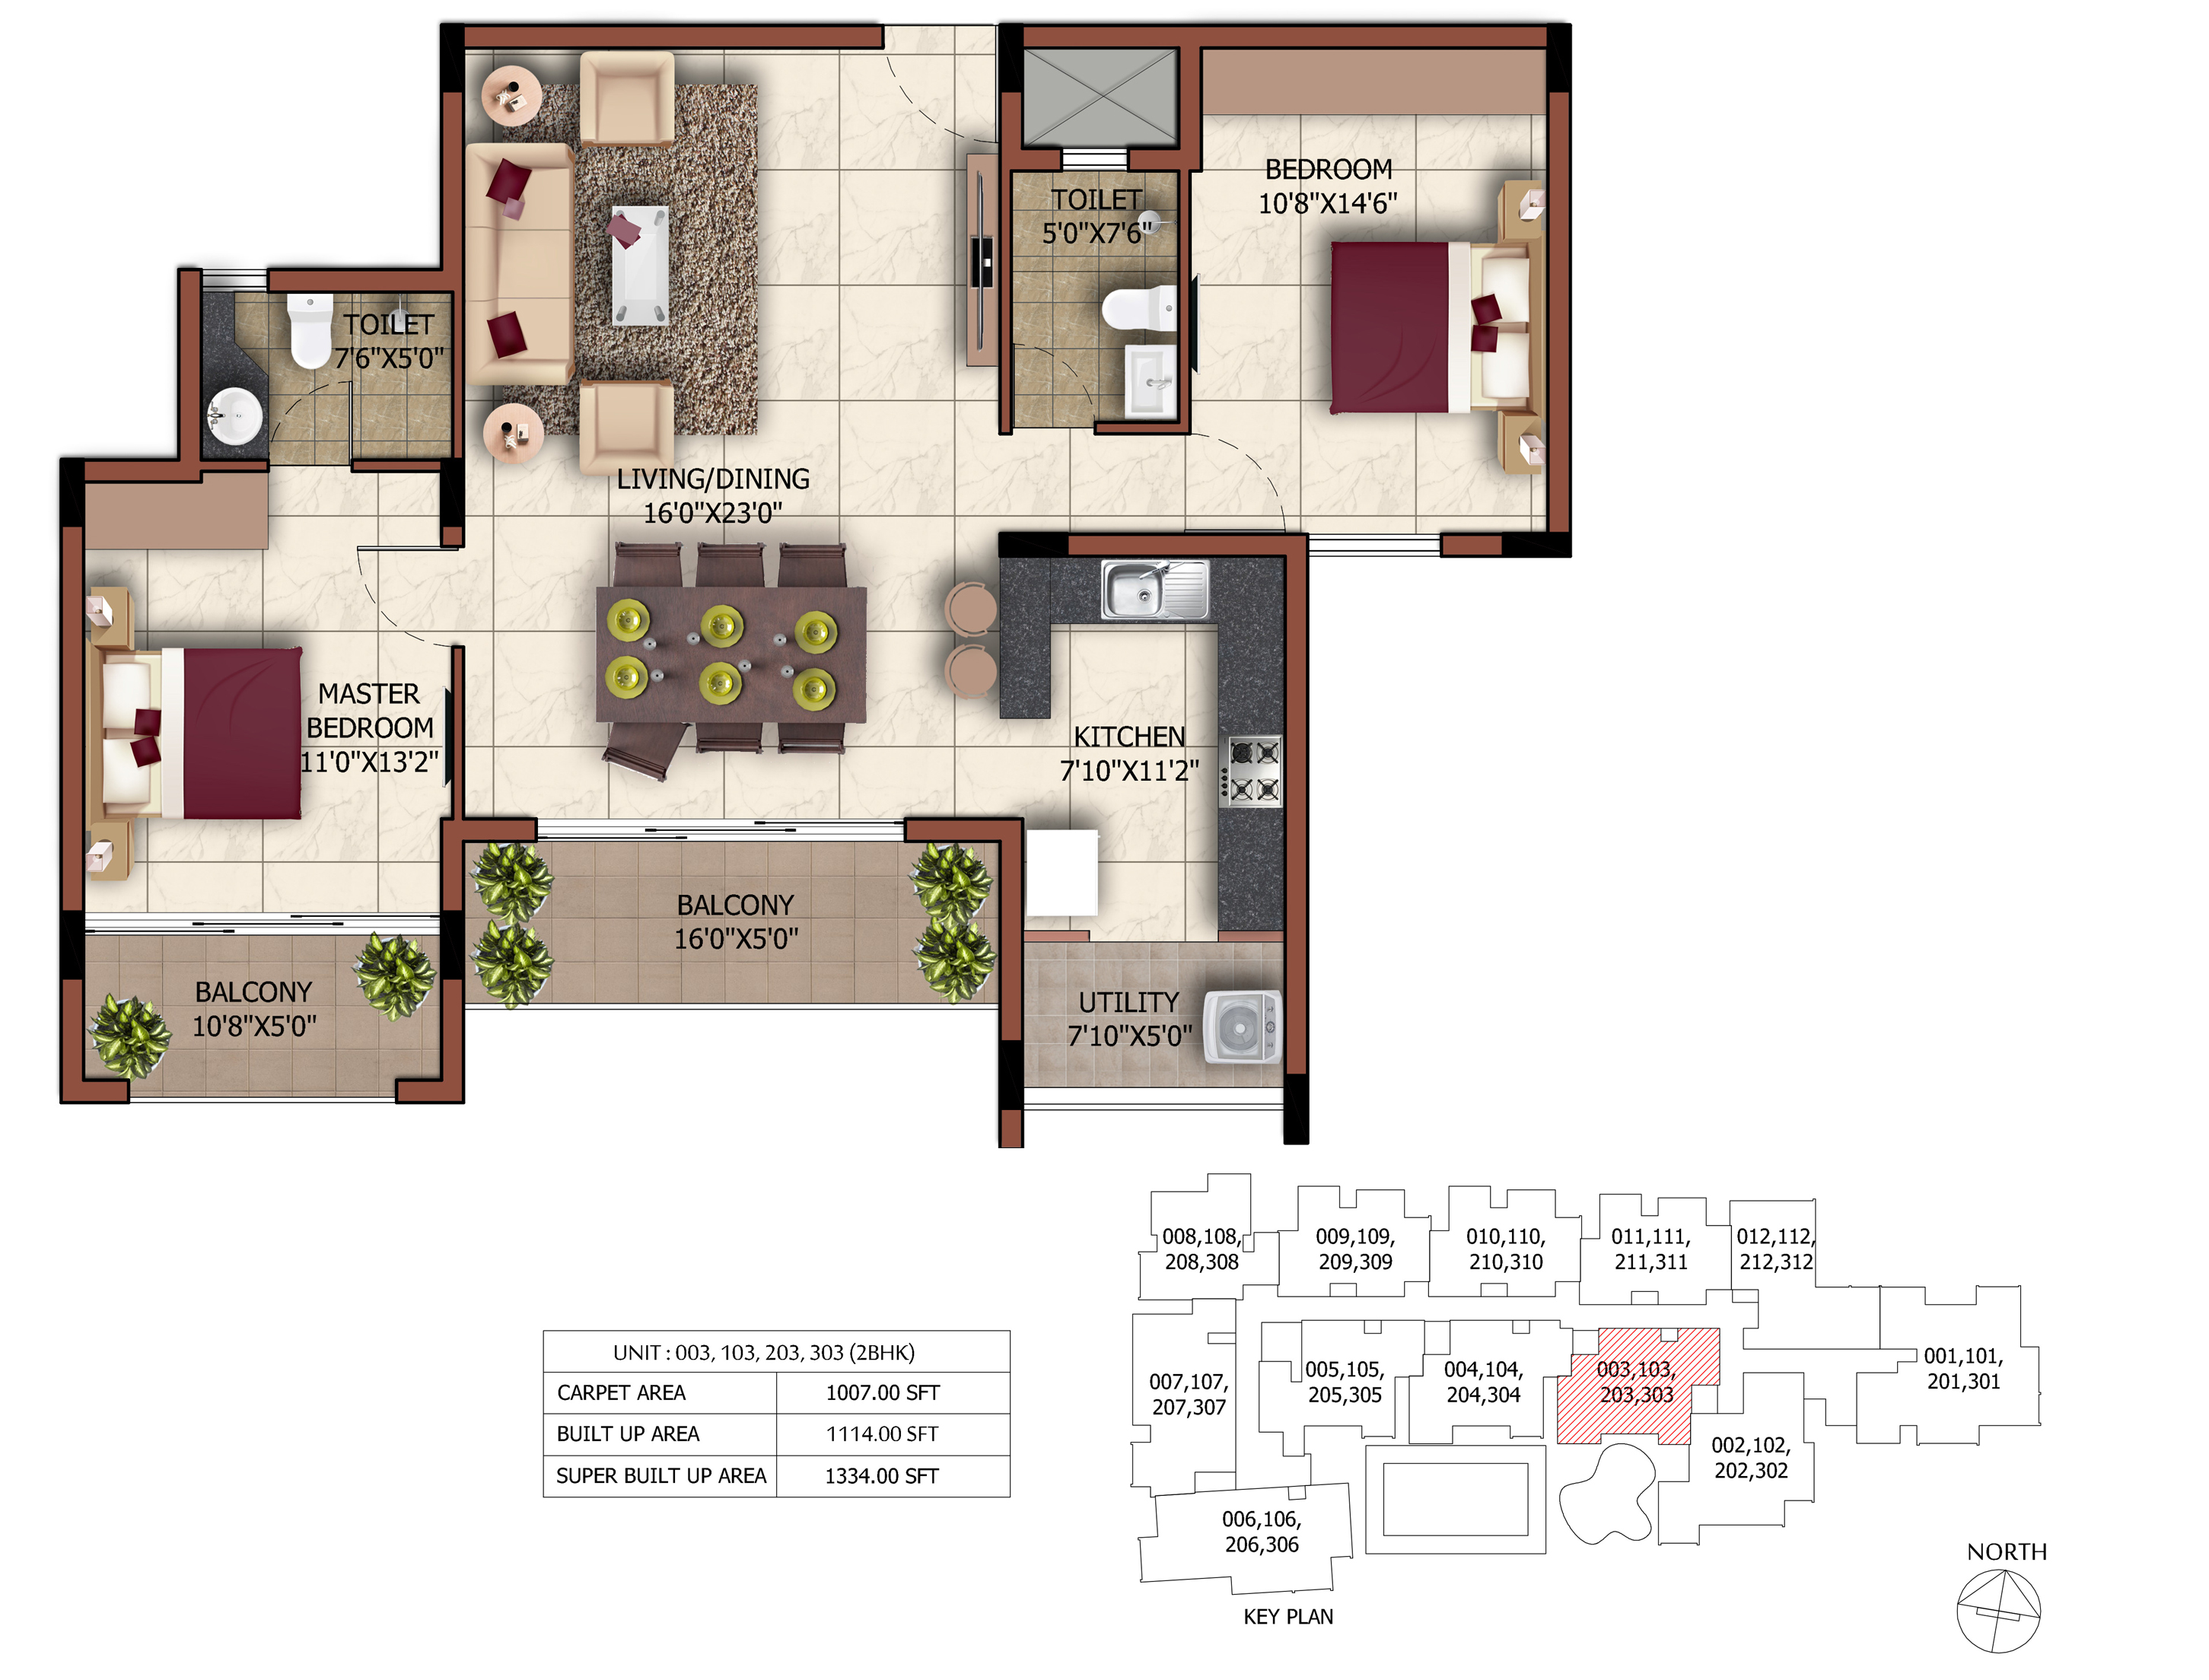 BEDROOM
10'8"X14'6"
TOILET
5'0"X7'6"
TOILET
7'6"X5'0"
LIVING/DINING
16'0"X23'0"
MASTER
BEDROOM
11'0"X13'2"
KITCHEN
7'10"X11'2"
BALCONY
16'0"X5'0"
BALCONY
10'8"X5'0"
UTILITY
7'10"X5'0"
UNIT : 003, 103, 203, 303 (2BHK)
CARPET AREA 1007.00 SFT
BUILT UP AREA 1114.00 SFT
SUPER BUILT UP AREA 1334.00 SFT
008,108,
208,308
009,109,
209,309
010,110,
210,310
011,111,
211,311
012,112,
212,312
007,107,
207,307
005,105,
205,305
004,104,
204,304
003,103,
203,303
001,101,
201,301
002,102,
202,302
006,106,
206,306
KEY PLAN
NORTH